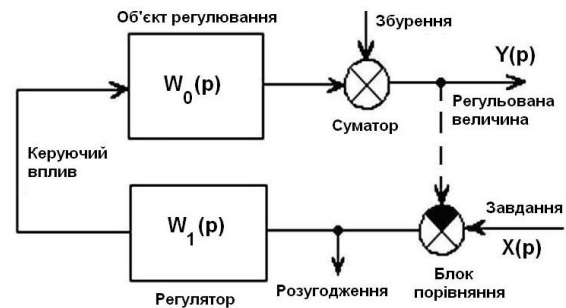 Об'єкт регулювання
Збурення
W0(p)
Y(p)
Суматор
Регульована
величина
Керуючий
вплив
W1(p)
Завдання
X(p)
Розугодження
Блок
порівняння
Регулятор